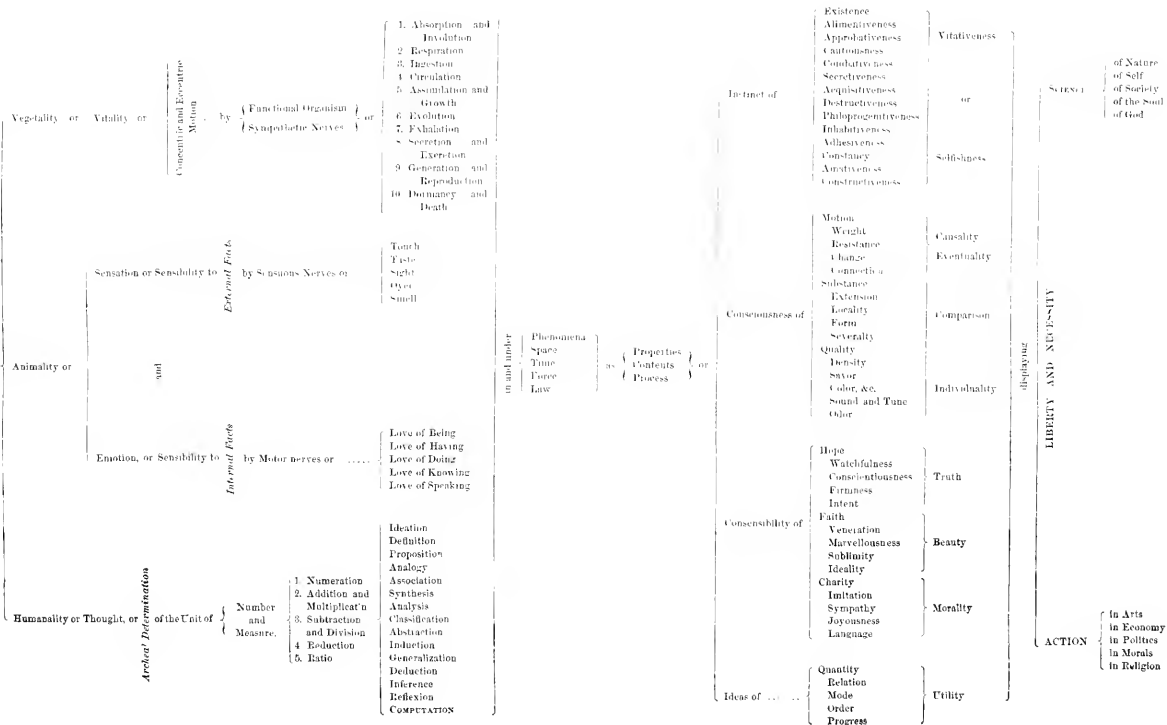 Vegetality or Vitality or
Concentric and Eccentric
Motion
by
Functional Organism
Sympathetic Nerves
or
1. Absorption and
Involution
2 Respiration
3. Ingestion
4 Circulation
5 Assimilation and
Growth
6 Evolution
7. Exhalation
8 Secretion and
Excretion
9 Generation and
Reproduction
10 Dormancy and
Death
Animality or
Sensation or Sensibility to
External Facts
by Sensuous Nerves or
Touch
Taste
Sight
Smell
and
Emotion, or Sensibility to
Internal Facts
by Motor nerves or .....
Love of Being
Love of Having
Love of Doing
Love of Knowing
Love of Speaking
Humanality or Thought, or
Archeal Determination
of the Unit of
Number
and
Measure.
1. Numeration
2. Addition and
Multiplicat'n
3. Subtraction
and Division
4 Reduction
5. Ratio
Ideation
Definition
Proposition
Analogy
Association
Synthesis
Analysis
Classification
Abstraction
Induction
Generalization
Deduction
Inference
Reflexion
COMPUTATION
in and under
Phenomena
Space
Time
Force
Law
as
Properties
Contents
Process
or
Instinct of
Existence
Alimentiveness
Approbativeness
Cautiousness
Combativeness
Secretiveness
Acquisitiveness
Destructiveness
Philoprogenitiveness
Inhabitiveness
Adhesiveness
Constancy
Amativeness
Constructiveness
Vitativeness
or
Selfishness
Consciousness of
Motion
Weight
Resistance
Change
Connection
Substance
Extension
Locality
Form
Severalty
Quality
Density
Savor
Color, &c.
Sound and Tune
Odor
Causality
Eventuality
Comparison
Individuality
Consensibility of
Hope
Watchfulness
Conscientiousness
Firmness
Intent
Truth
Faith
Veneration
Marvellousness
Sublimity
Ideality
Beauty
Charity
Imitation
Sympathy
Joyousness
Language
Morality
Ideas of
Quantity
Relation
Mode
Order
Progress
Utility
displaying
LIBERTY AND NECESSITY
SCIENCE
of Nature
of Self
of Society
of the Soul
of God
ACTION
in Arts
in Economy
in Politics
in Morals
in Religion